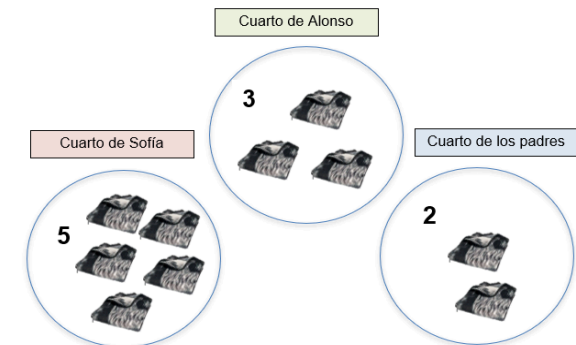 Cuarto de Alonso
3
Cuarto de Sofía
5
Cuarto de los padres
2